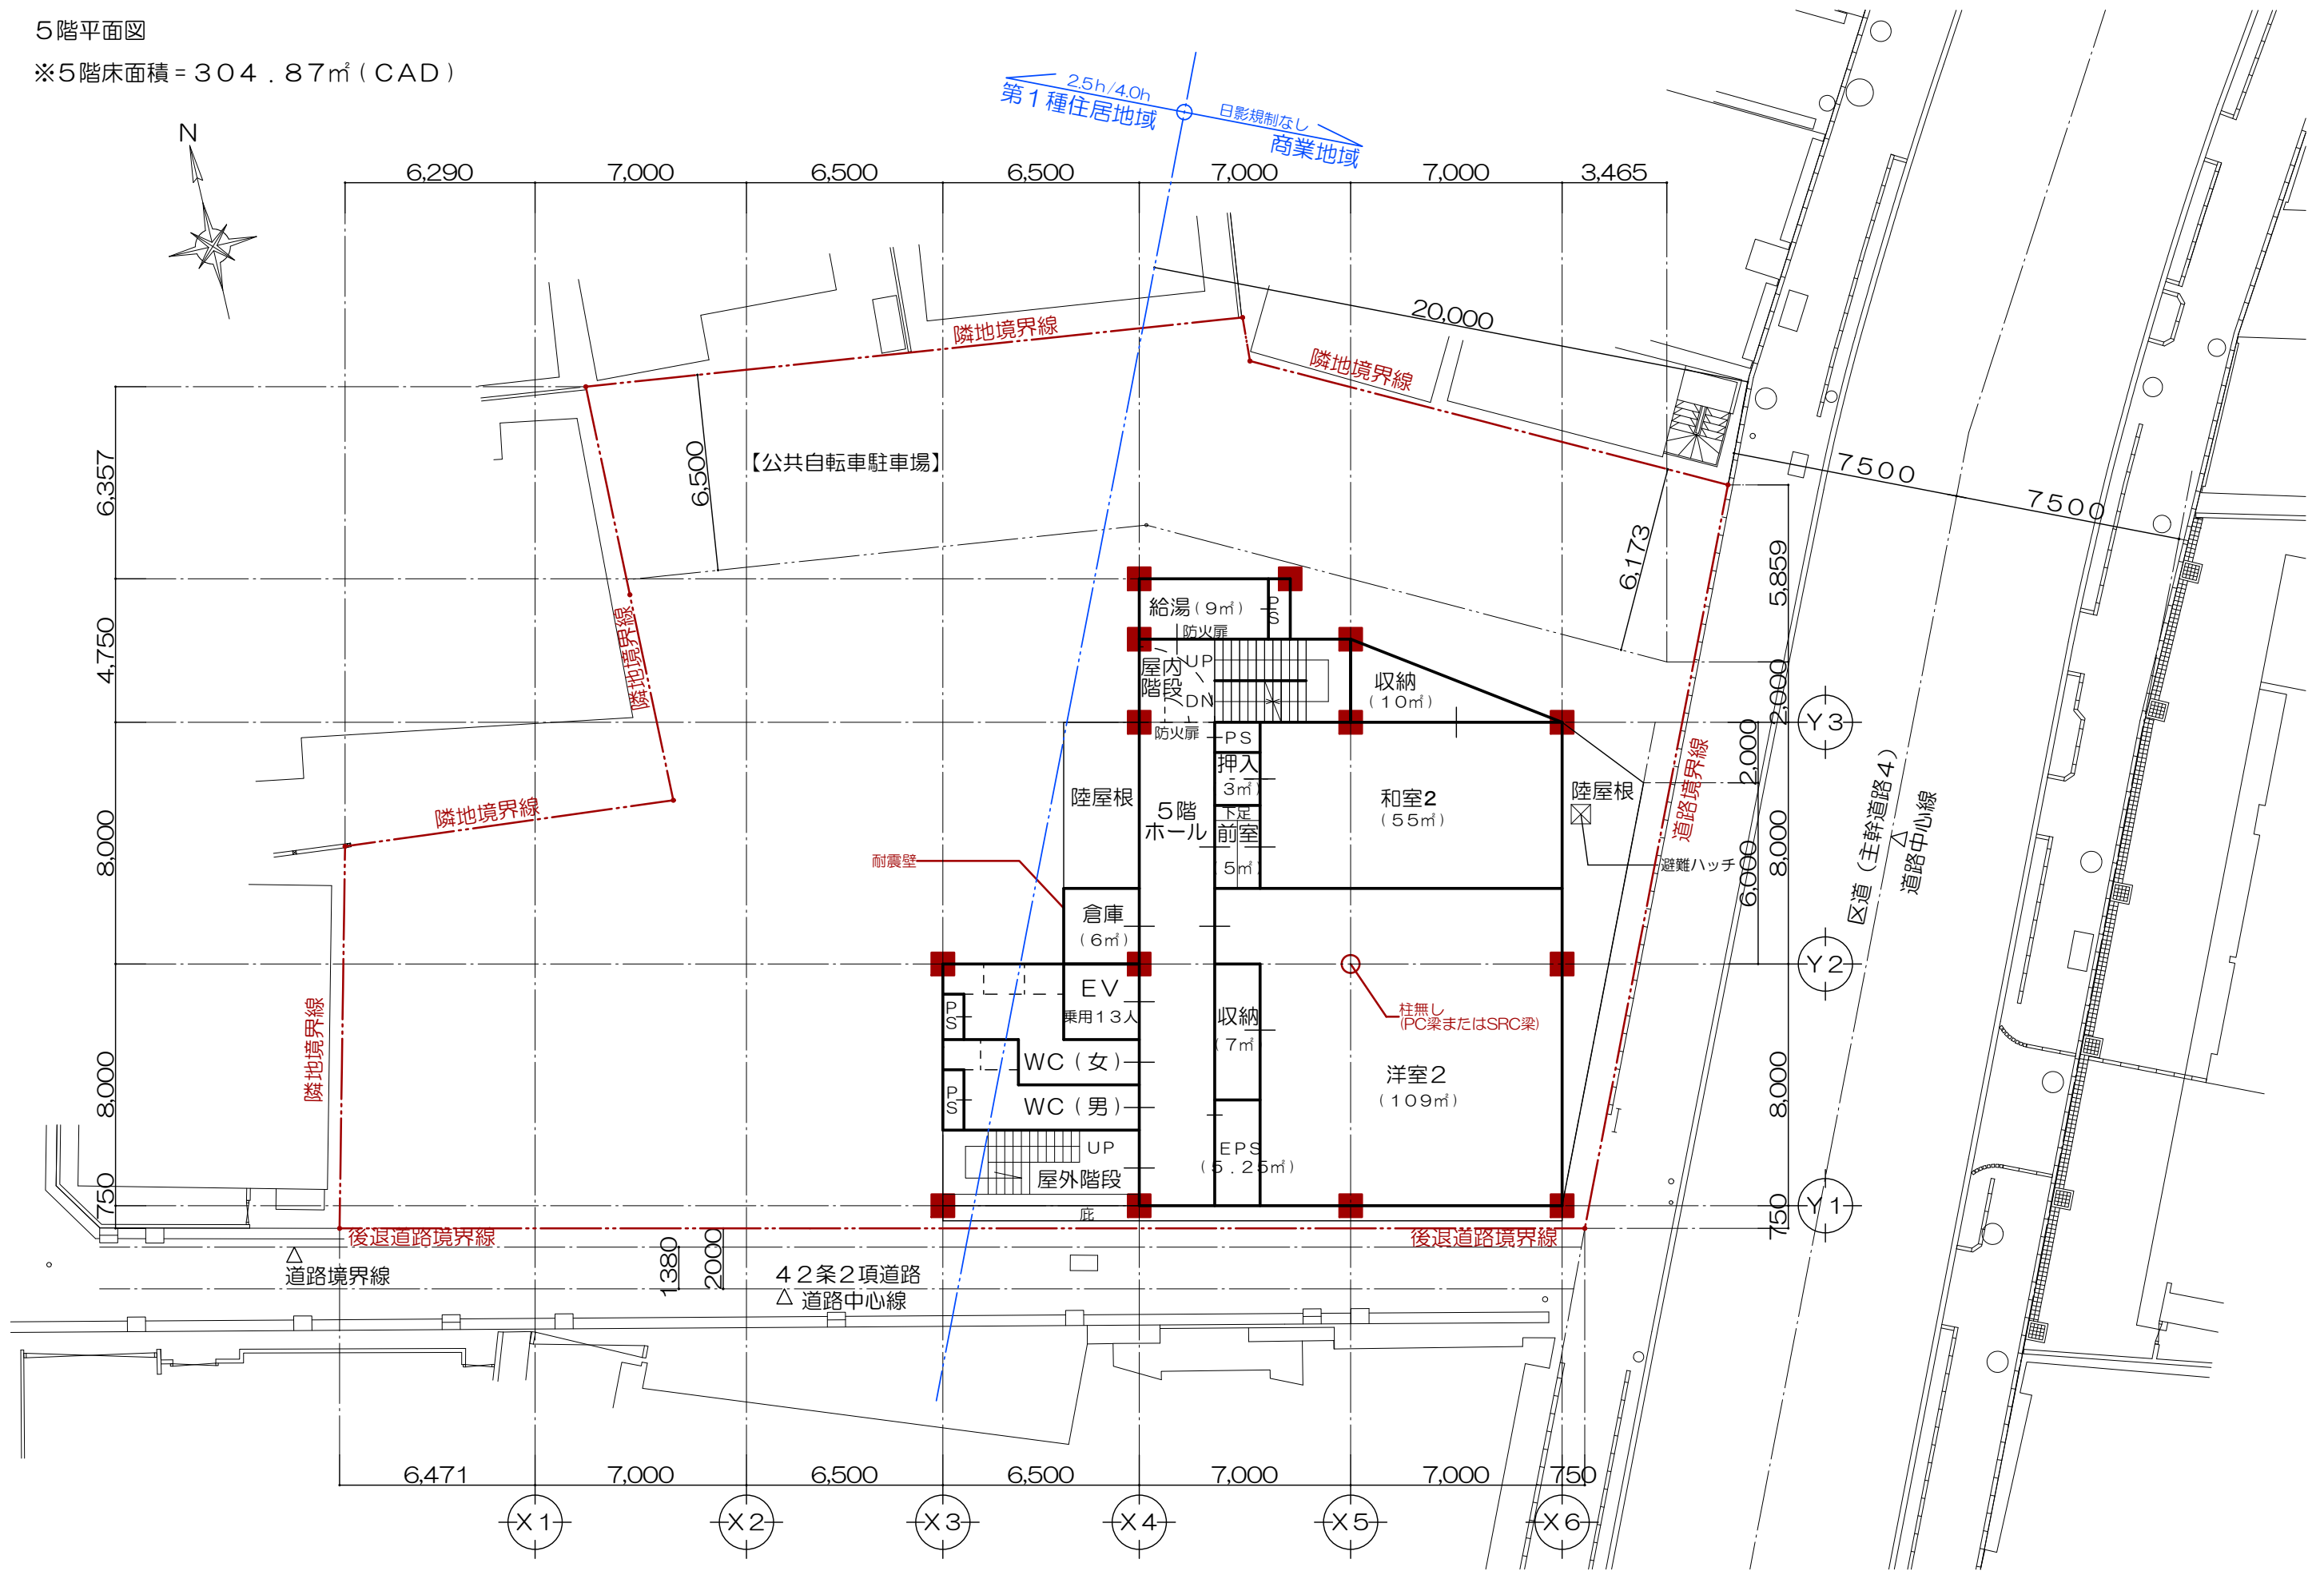 5階平面図
※5階床面積=304.87㎡(CAD)
N
2.5h/4.0h
第1種住居地域
日影規制なし
商業地域
6,290
7,000
6,500
6,500
7,000
7,000
3,465
20,000
隣地境界線
隣地境界線
7500
7500
6,357
6,500
【公共自転車駐車場】
6,173
5,859
隣地境界線
4,750
給湯(9㎡)
PS
防火扉
屋内
階段
UP
DN
収納
(10㎡)
2,000
2,000
Y3
防火扉
PS
押入
3㎡)
下足
前室
(5㎡)
陸屋根
5階
ホール
和室2
(55㎡)
陸屋根
避難ハッチ
道路境界線
隣地境界線
耐震壁
8,000
8,000
6,000
区道(主幹道路4)
△
道路中心線
倉庫
(6㎡)
Y2
EV
乗用13人
PS
収納
(7㎡)
柱無し
(PC梁またはSRC梁)
洋室2
(109㎡)
隣地境界線
8,000
8,000
WC(女)
WC(男)
PS
UP
屋外階段
EPS
(5.25㎡)
庇
750
750
Y1
後退道路境界線
後退道路境界線
△
道路境界線
1380
2000
42条2項道路
△ 道路中心線
6,471
7,000
6,500
6,500
7,000
7,000
750
X1
X2
X3
X4
X5
X6